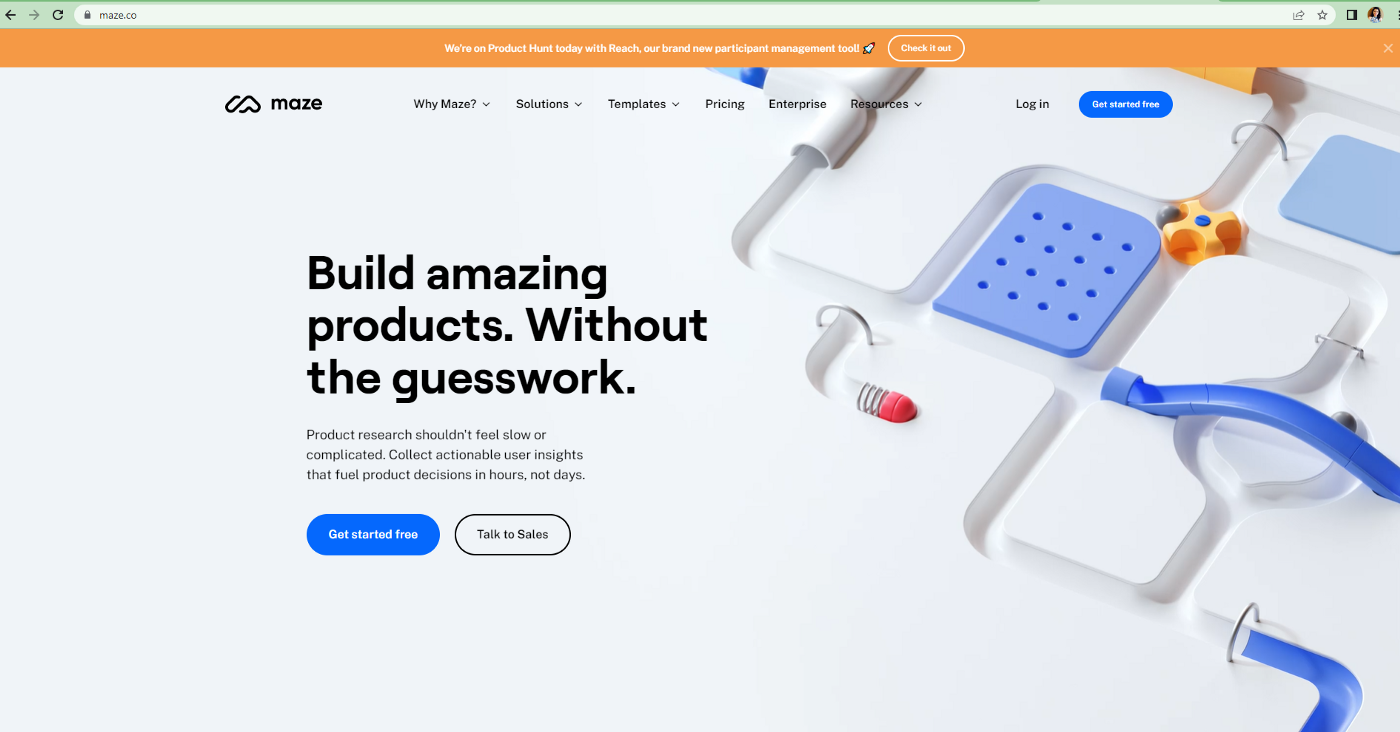 maze.co
We're on Product Hunt today with Reach, our brand new participant management tool! 🚀 Check it out
maze Why Maze? Solutions Templates Pricing Enterprise Resources Log in Get started free
Build amazing
products. Without
the guesswork.
Product research shouldn't feel slow or
complicated. Collect actionable user insights
that fuel product decisions in hours, not days.
Get started free Talk to Sales